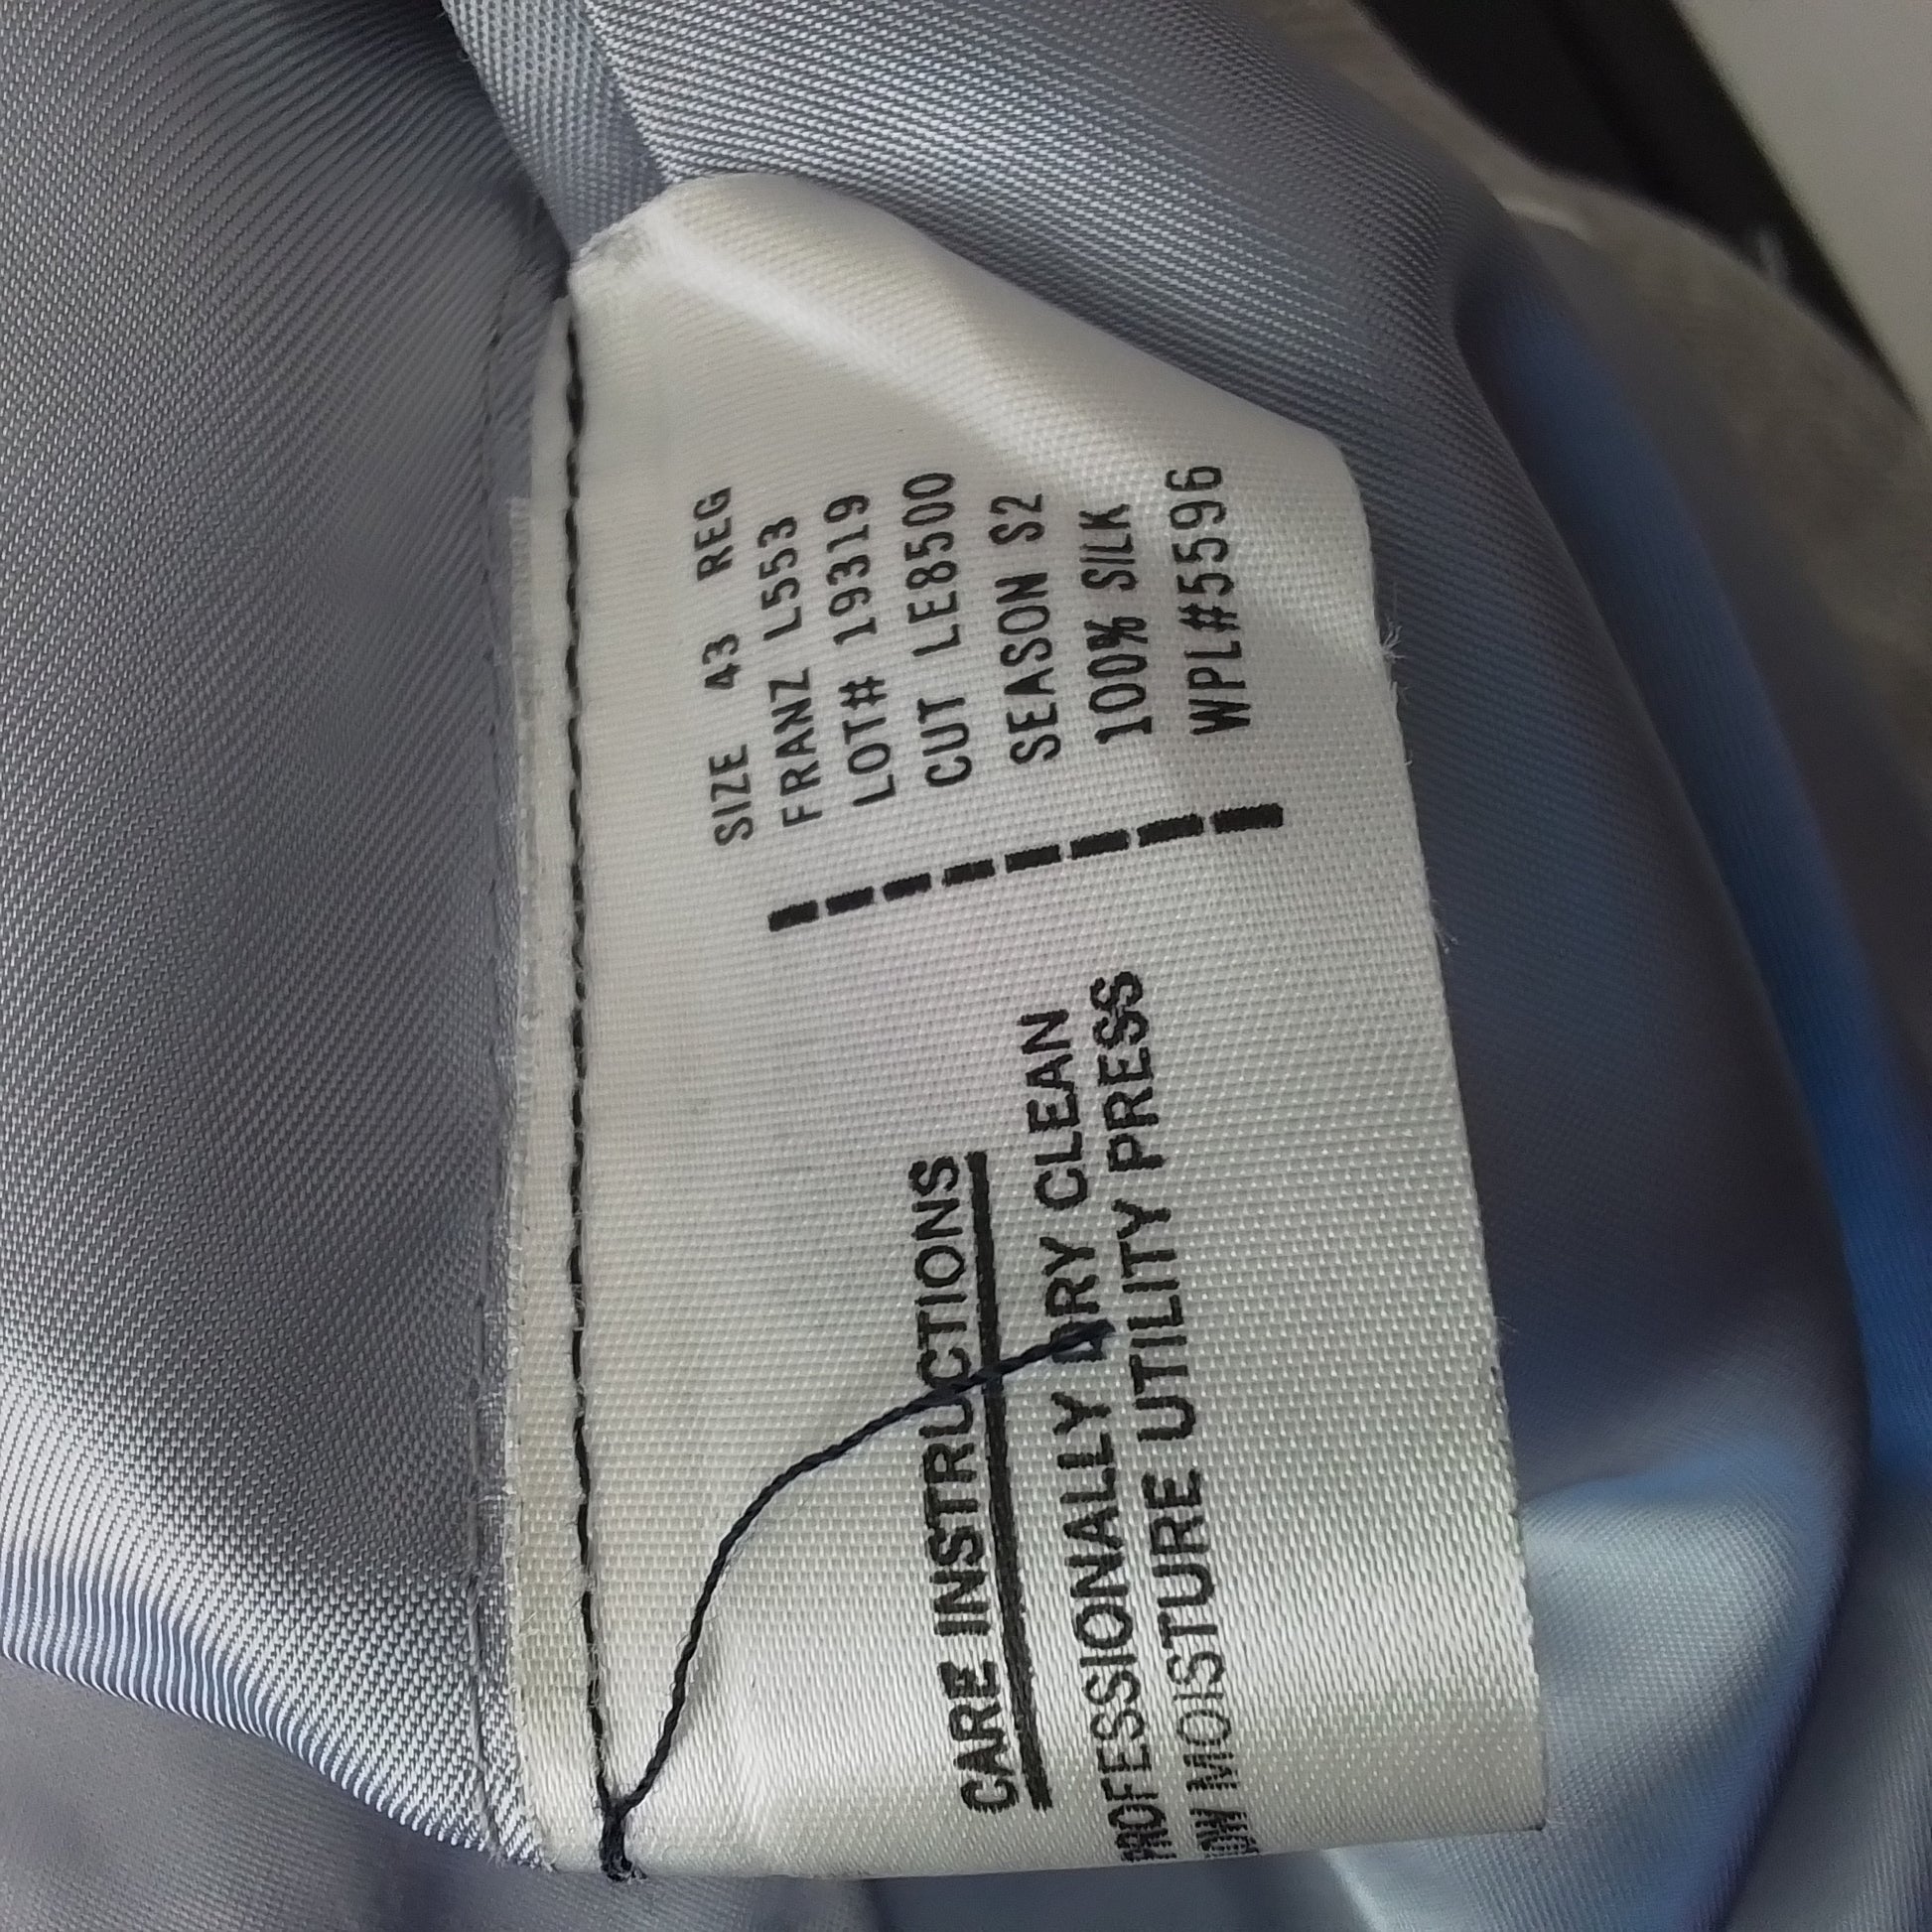 SIZE 43 REG
FRANZ L553
LOT# 19319
CUT LE8500
SEASON S2
100% SILK
WPL#5596
CARE INSTRUCTIONS
PROFESSIONALLY DRY CLEAN
LOW MOISTURE UTILITY PRESS